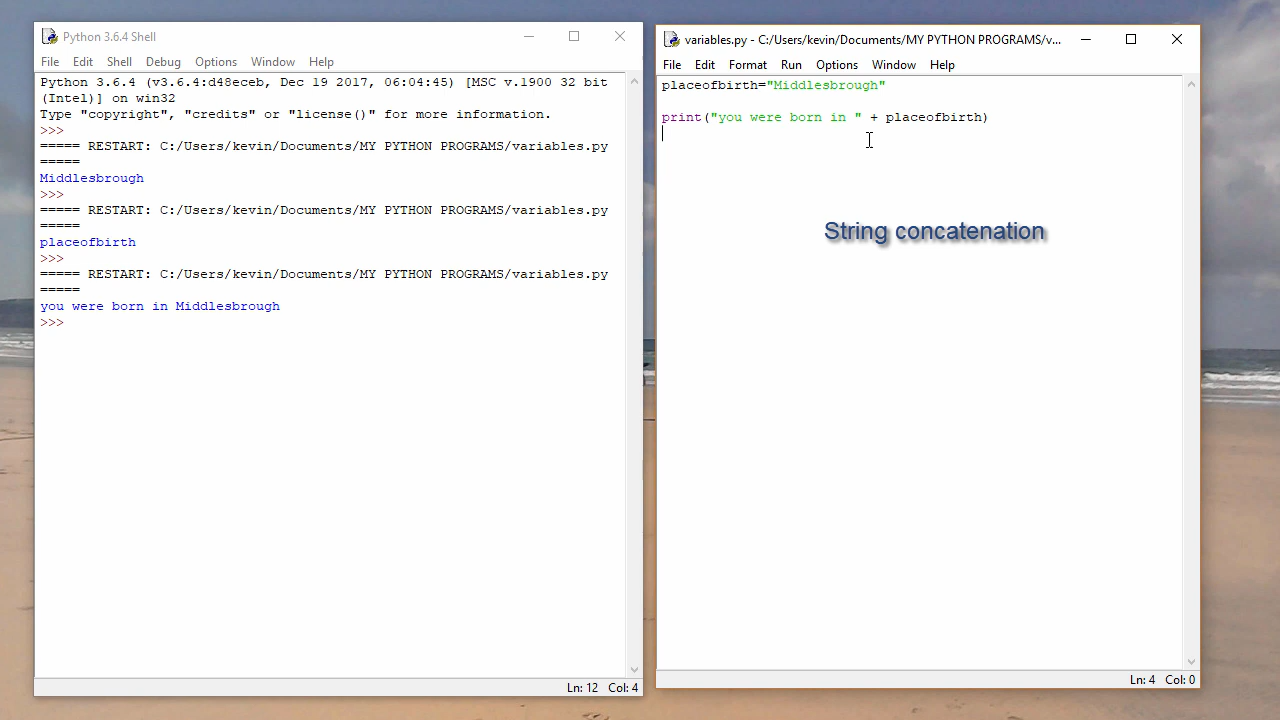 Python 3.6.4 Shell
File Edit Shell Debug Options Window Help
Python 3.6.4 (v3.6.4:d48eceb, Dec 19 2017, 06:04:45) [MSC v.1900 32 bit
(Intel)] on win32
Type "copyright", "credits" or "license()" for more information.
>>>
===== RESTART: C:/Users/kevin/Documents/MY PYTHON PROGRAMS/variables.py
=====
Middlesbrough
>>>
===== RESTART: C:/Users/kevin/Documents/MY PYTHON PROGRAMS/variables.py
=====
placeofbirth
>>>
===== RESTART: C:/Users/kevin/Documents/MY PYTHON PROGRAMS/variables.py
=====
you were born in Middlesbrough
>>>
Ln: 12 Col: 4
variables.py - C:/Users/kevin/Documents/MY PYTHON PROGRAMS/v...
File Edit Format Run Options Window Help
placeofbirth="Middlesbrough"
print("you were born in " + placeofbirth)
String concatenation
Ln: 4 Col: 0